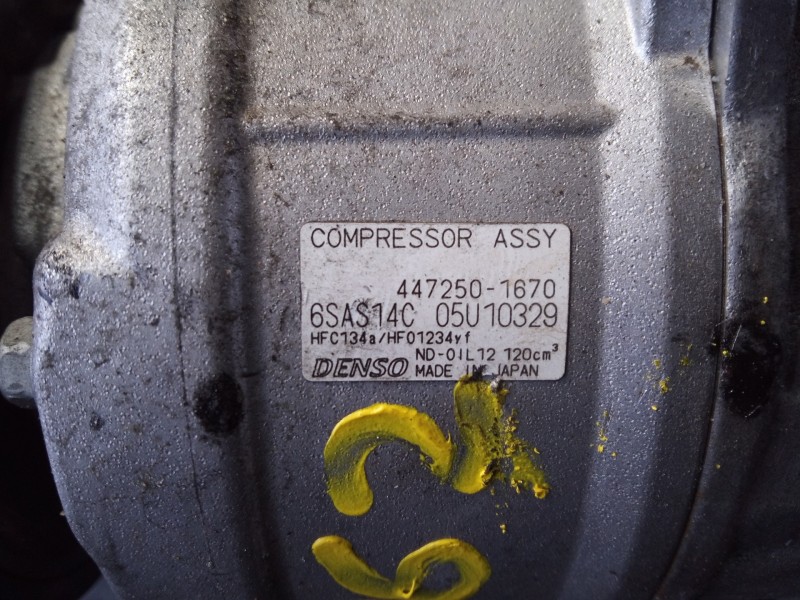 COMPRESSOR ASSY
447250-1670
6SAS14C 05U10329
HFC134a/HFO1234yf
ND-OIL12 120cm³
DENSO MADE IN JAPAN